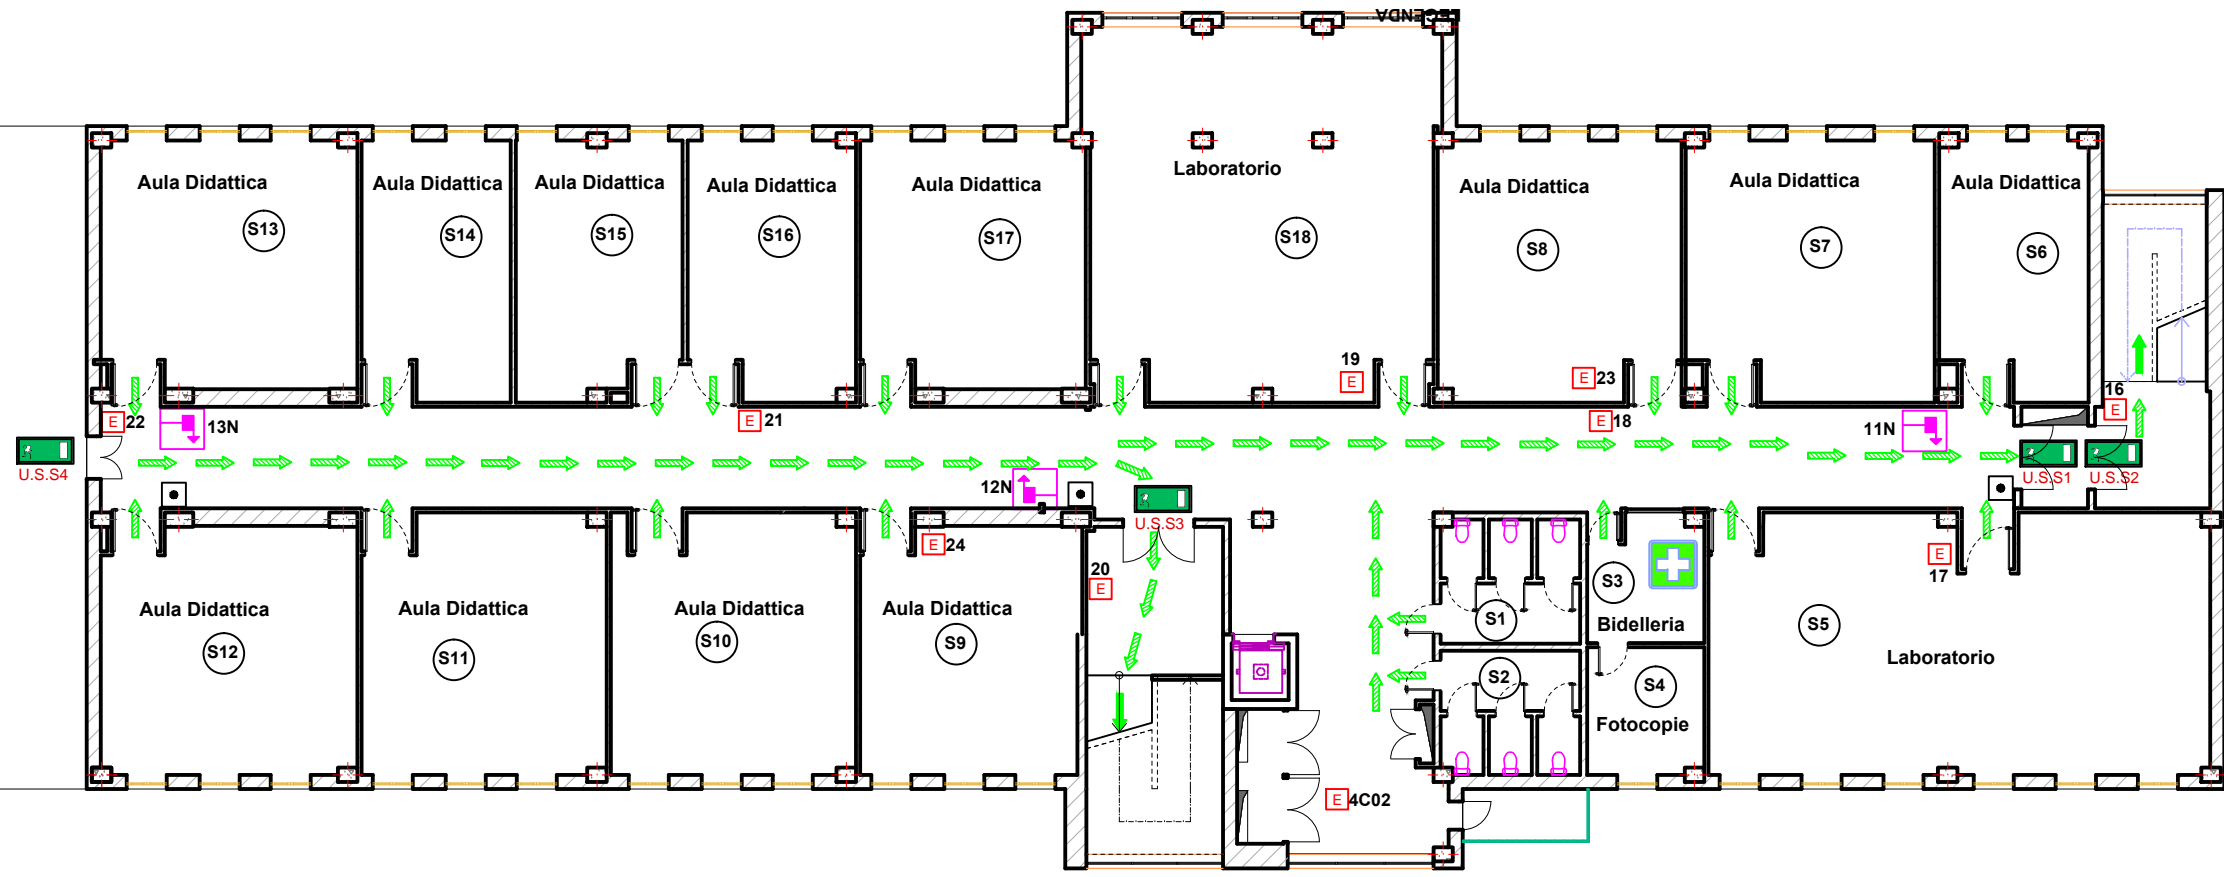 LEGENDA
Laboratorio
Aula Didattica
Aula Didattica
Aula Didattica
Aula Didattica
Aula Didattica
Aula Didattica
Aula Didattica
Aula Didattica
S13
S14
S15
S16
S17
S18
S8
S7
S6
19
E
E 23
16
E
E 22
13N
E 21
E 18
11N
U.S.S4
12N
U.S.S3
U.S.S1
U.S.S2
E 24
20
E
E
17
S3
Bidelleria
S1
S5
Aula Didattica
Aula Didattica
Aula Didattica
Aula Didattica
S12
S11
S10
S9
Laboratorio
S2
S4
Fotocopie
E 4C02